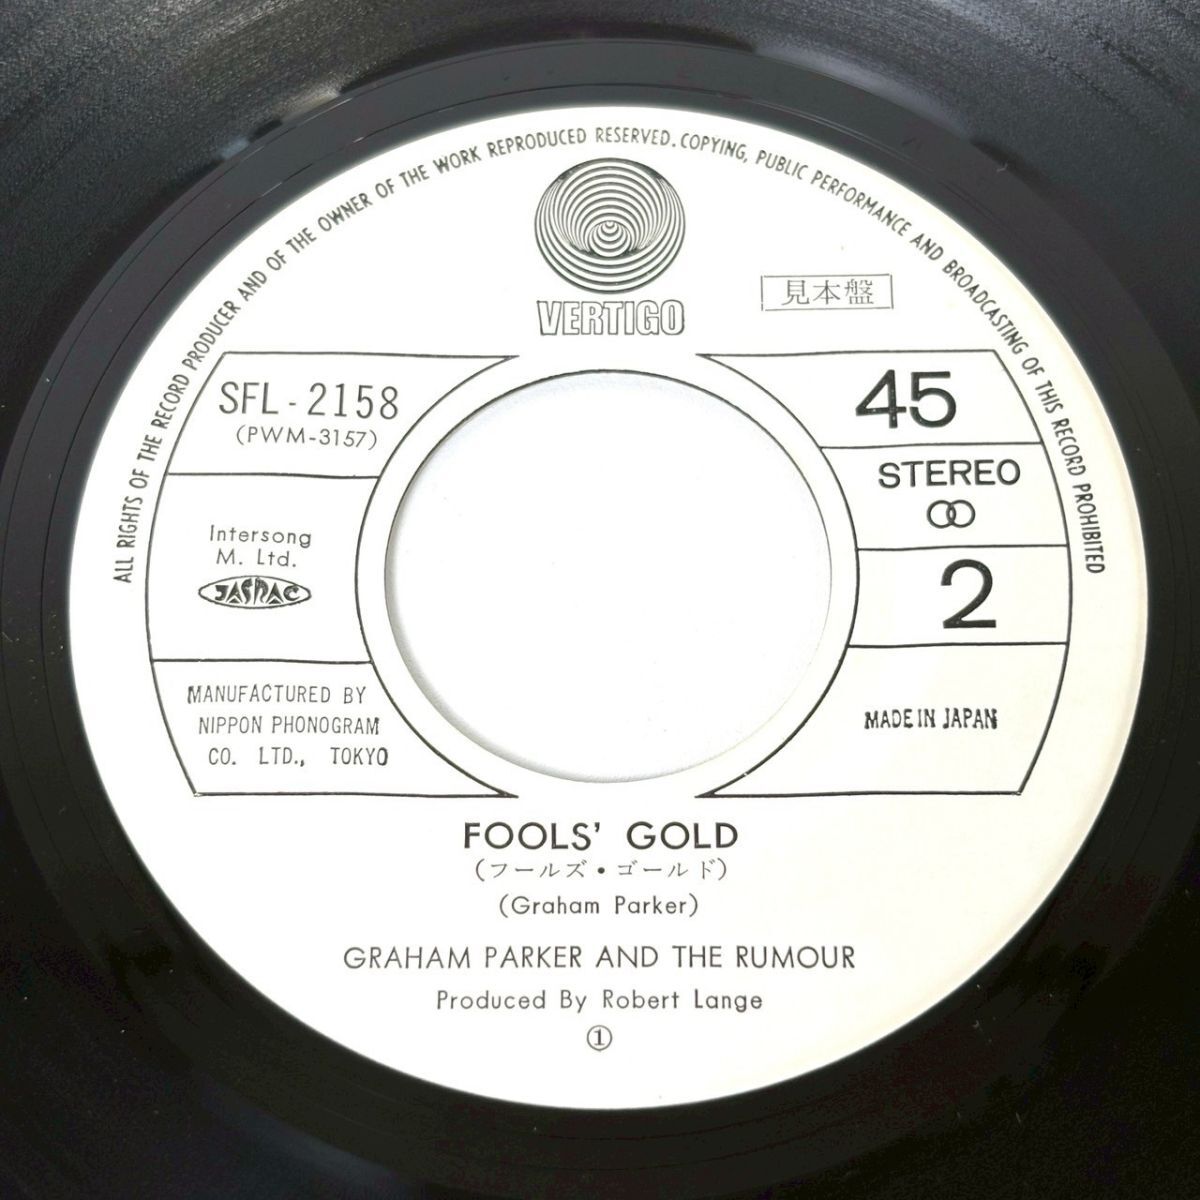 ALL RIGHTS OF THE RECORD PRODUCER AND OF THE OWNER OF THE WORK REPRODUCED RESERVED. COPYING, PUBLIC PERFORMANCE AND BROADCASTING OF THIS RECORD PROHIBITED
VERTIGO
見本盤
SFL-2158
(PWM-3157)
45
STEREO
Intersong
M. Ltd.
JASRAC
2
MANUFACTURED BY
NIPPON PHONOGRAM
CO. LTD., TOKYO
MADE IN JAPAN
FOOLS' GOLD
(フールズ・ゴールド)
(Graham Parker)
GRAHAM PARKER AND THE RUMOUR
Produced By Robert Lange
①